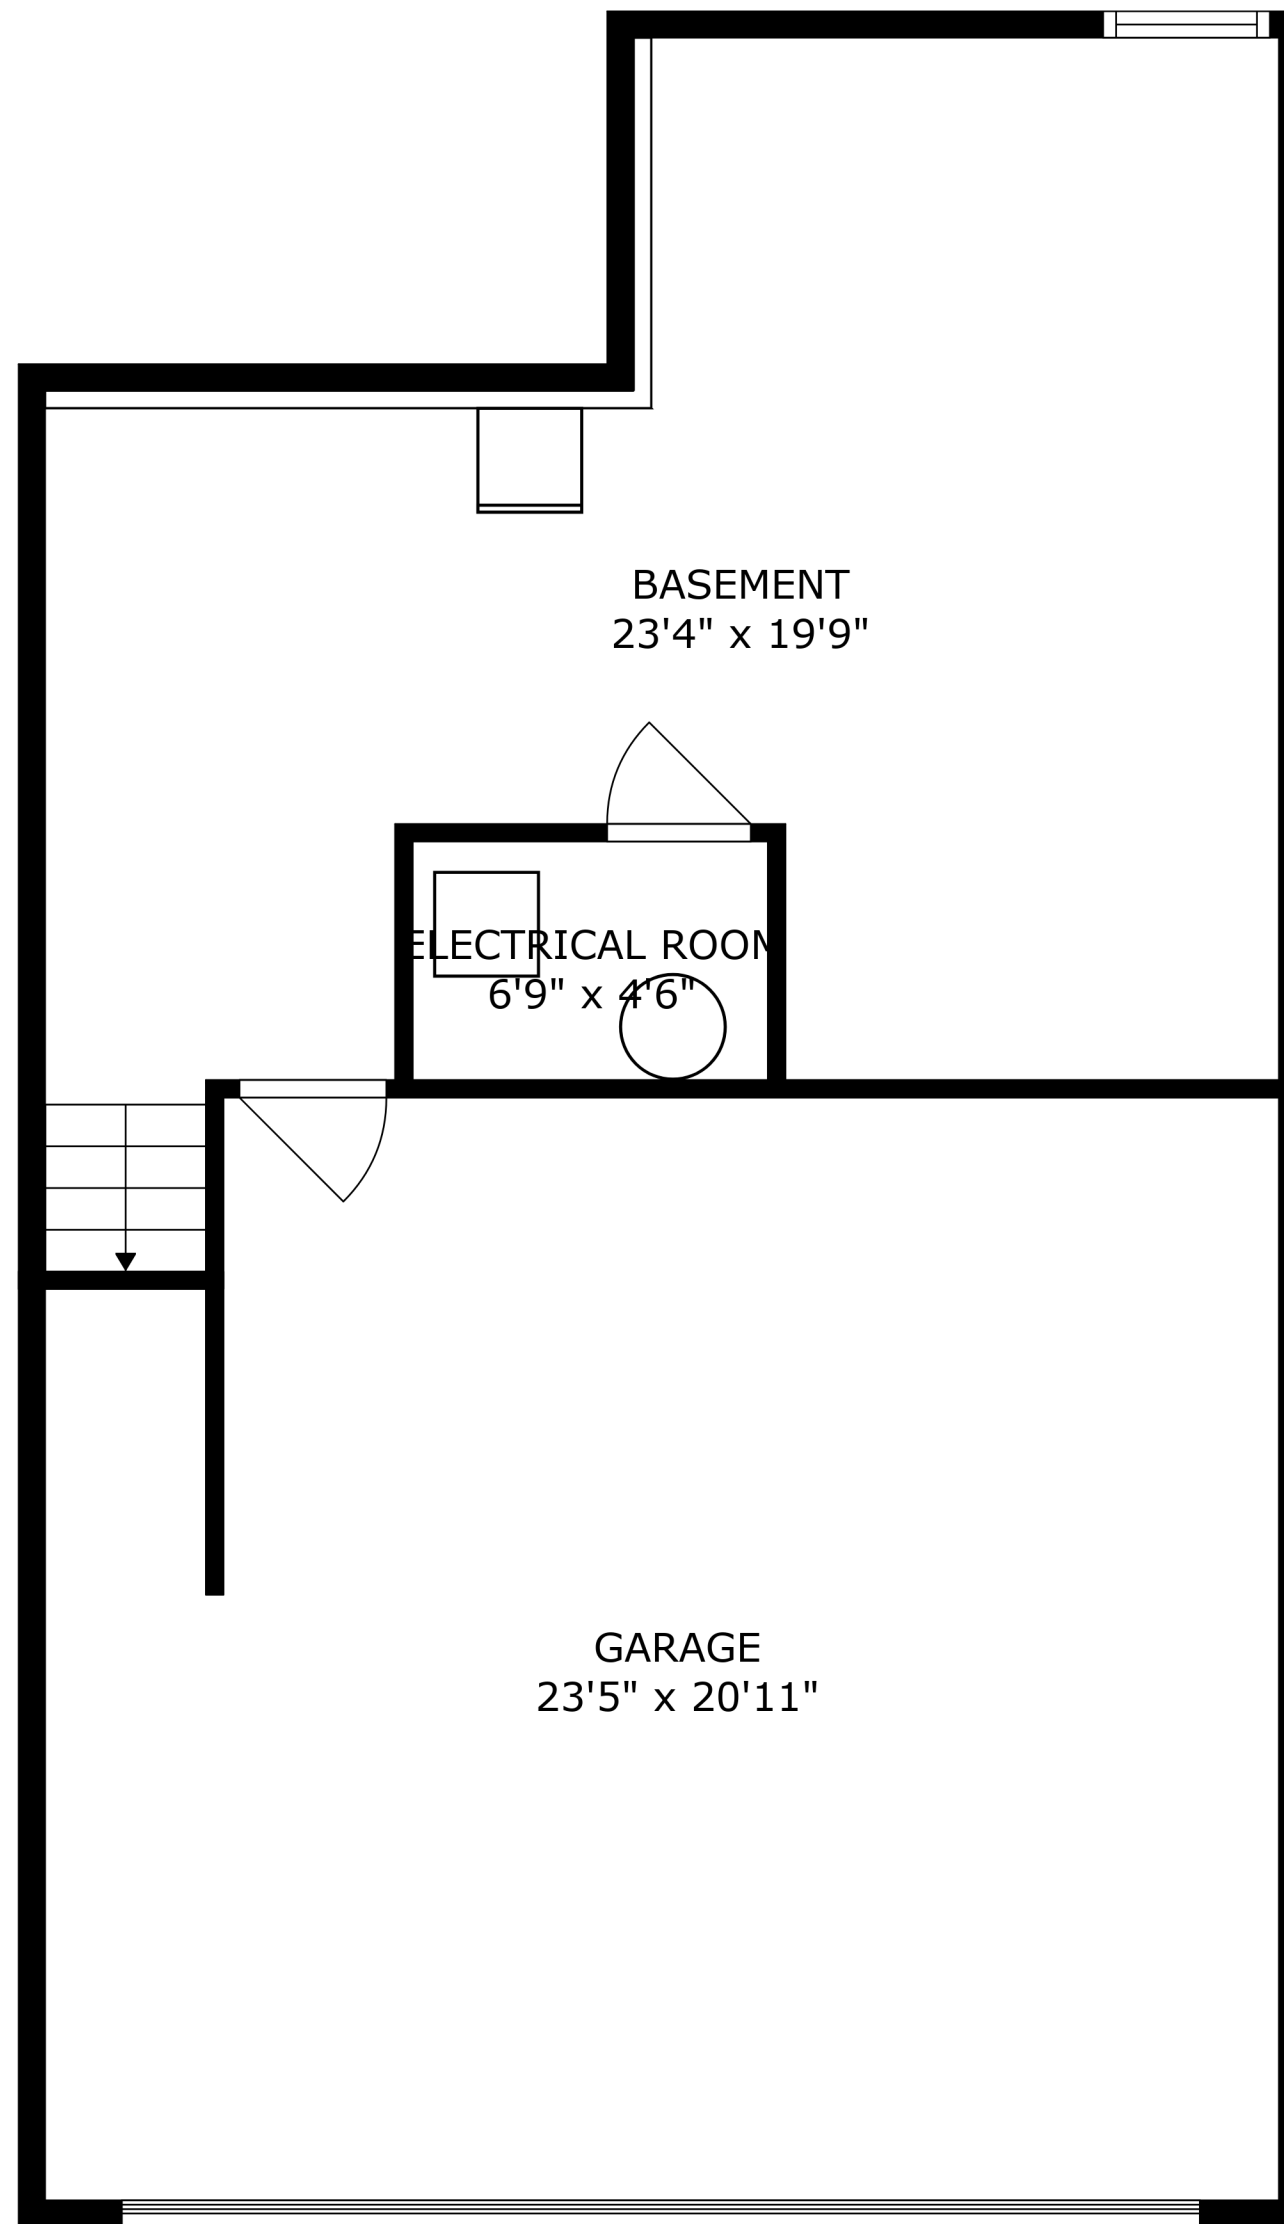 BASEMENT
23'4" x 19'9"
ELECTRICAL ROOM
6'9" x 4'6"
GARAGE
23'5" x 20'11"